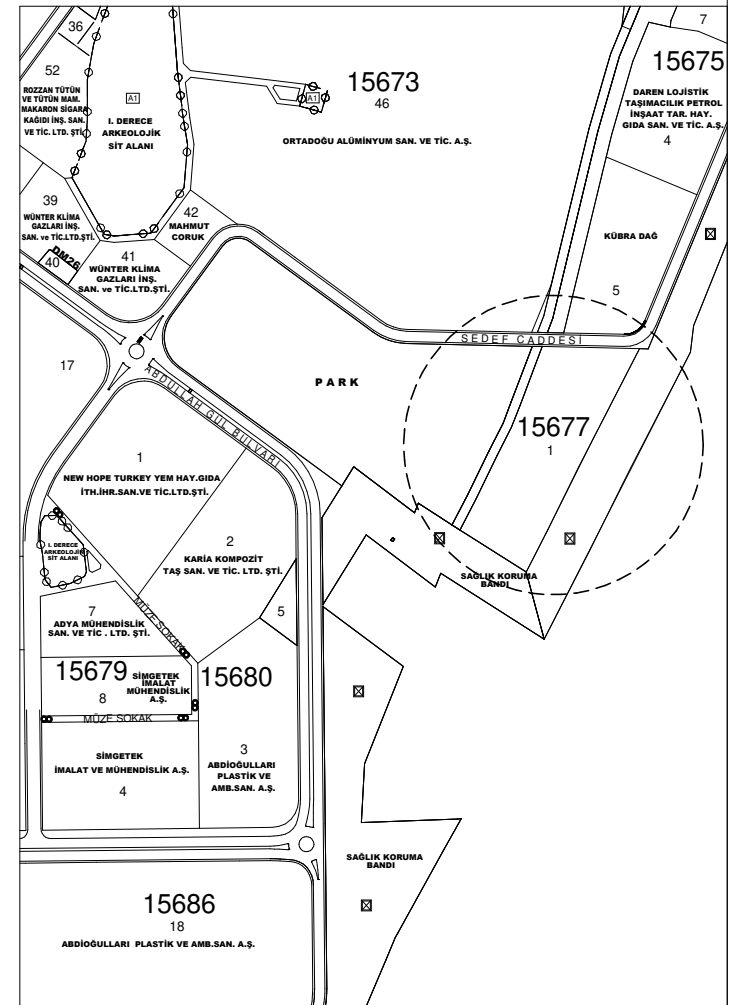 36
7
52
15675
ROZZAN TÜTÜN
VE TÜTÜN MAM.
MAKARON SİGARA
KAĞIDI İNŞ. SAN.
VE TİC. LTD. ŞTİ.
A1
I. DERECE
ARKEOLOJİK
SİT ALANI
15673
A1
46
ORTADOĞU ALÜMİNYUM SAN. VE TİC. A.Ş.
DAREN LOJİSTİK
TAŞIMACILIK PETROL
İNŞAAT TAR. HAY.
GIDA SAN. VE TİC. A.Ş.
4
39
WÜNTER KLİMA
GAZLARI İNŞ.
SAN. ve TİC.LTD.ŞTİ.
42
MAHMUT
CORUK
KÜBRA DAĞ
5
40
DM26
41
WÜNTER KLİMA
GAZLARI İNŞ.
SAN. ve TİC.LTD.ŞTİ.
SEDEF CADDESİ
17
PARK
ABDULLAH GÜL BULVARI
15677
1
1
NEW HOPE TURKEY YEM HAY.GIDA
İTH.İHR.SAN.VE TİC.LTD.ŞTİ.
2
KARİA KOMPOZİT
TAŞ SAN. VE TİC. LTD. ŞTİ.
I. DERECE
ARKEOLOJİK
SİT ALANI
SAĞLIK KORUMA
BANDI
5
7
ADYA MÜHENDİSLİK
SAN. VE TİC . LTD. ŞTİ.
MÜZE SOKAK
15679
8
SİMGETEK
İMALAT
MÜHENDİSLİK
A.Ş.
15680
MÜZE SOKAK
SİMGETEK
İMALAT VE MÜHENDİSLİK A.Ş.
4
3
ABDİOĞULLARI
PLASTİK VE
AMB.SAN. A.Ş.
SAĞLIK KORUMA
BANDI
15686
18
ABDİOĞULLARI PLASTİK VE AMB.SAN. A.Ş.